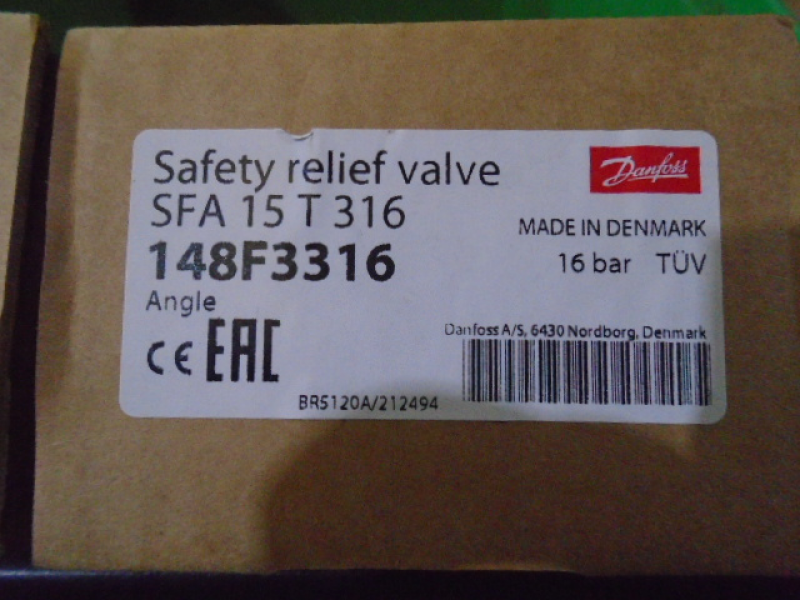 Safety relief valve
Danfoss
SFA 15 T 316
MADE IN DENMARK
148F3316
16 bar TÜV
Angle
Danfoss A/S, 6430 Nordborg, Denmark
CE EAC
BR5120A/212494